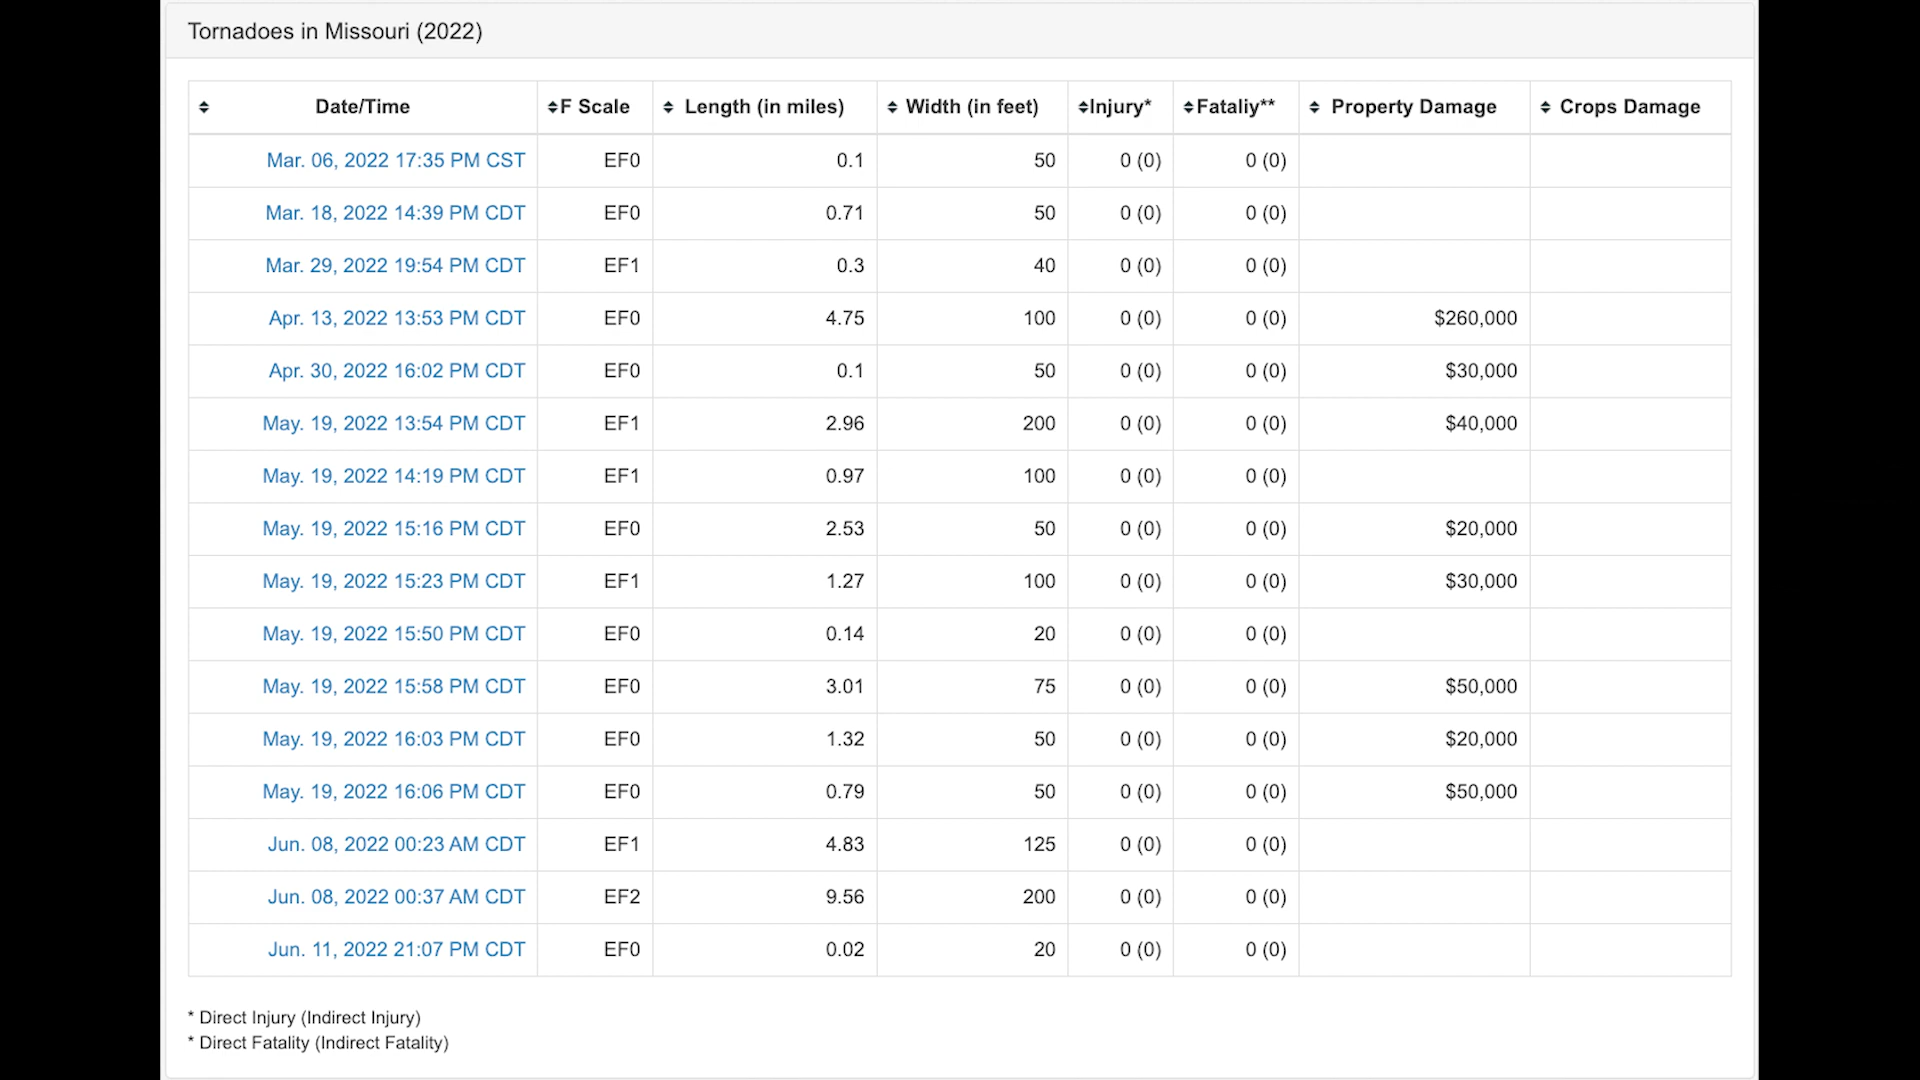 Tornadoes in Missouri (2022)
Date/Time F Scale Length (in miles) Width (in feet) Injury* Fataliy** Property Damage Crops Damage
Mar. 06, 2022 17:35 PM CST EF0 0.1 50 0 (0) 0 (0)
Mar. 18, 2022 14:39 PM CDT EF0 0.71 50 0 (0) 0 (0)
Mar. 29, 2022 19:54 PM CDT EF1 0.3 40 0 (0) 0 (0)
Apr. 13, 2022 13:53 PM CDT EF0 4.75 100 0 (0) 0 (0) $260,000
Apr. 30, 2022 16:02 PM CDT EF0 0.1 50 0 (0) 0 (0) $30,000
May. 19, 2022 13:54 PM CDT EF1 2.96 200 0 (0) 0 (0) $40,000
May. 19, 2022 14:19 PM CDT EF1 0.97 100 0 (0) 0 (0)
May. 19, 2022 15:16 PM CDT EF0 2.53 50 0 (0) 0 (0) $20,000
May. 19, 2022 15:23 PM CDT EF1 1.27 100 0 (0) 0 (0) $30,000
May. 19, 2022 15:50 PM CDT EF0 0.14 20 0 (0) 0 (0)
May. 19, 2022 15:58 PM CDT EF0 3.01 75 0 (0) 0 (0) $50,000
May. 19, 2022 16:03 PM CDT EF0 1.32 50 0 (0) 0 (0) $20,000
May. 19, 2022 16:06 PM CDT EF0 0.79 50 0 (0) 0 (0) $50,000
Jun. 08, 2022 00:23 AM CDT EF1 4.83 125 0 (0) 0 (0)
Jun. 08, 2022 00:37 AM CDT EF2 9.56 200 0 (0) 0 (0)
Jun. 11, 2022 21:07 PM CDT EF0 0.02 20 0 (0) 0 (0)
* Direct Injury (Indirect Injury)
* Direct Fatality (Indirect Fatality)